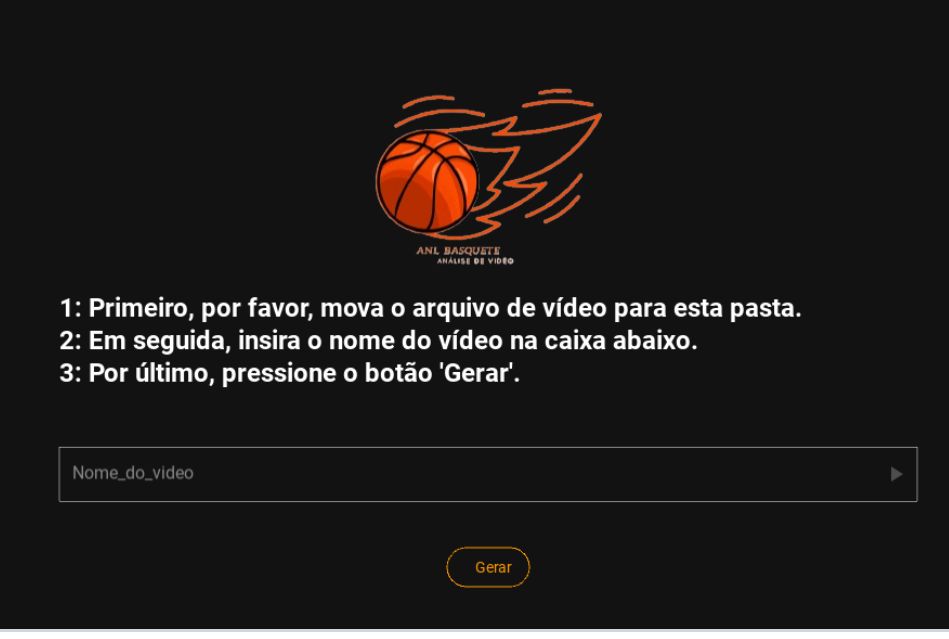 ANL BASQUETE
ANÁLISE DE VIDEO
1: Primeiro, por favor, mova o arquivo de vídeo para esta pasta.
2: Em seguida, insira o nome do vídeo na caixa abaixo.
3: Por último, pressione o botão 'Gerar'.
Nome_do_video
Gerar